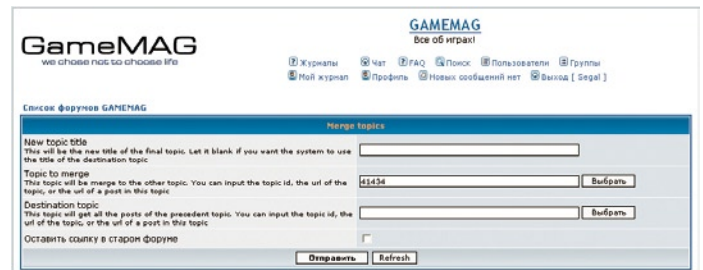 GameMAG
we chose not to choose life
GAMEMAG
Все об играх!
Журналы Чат FAQ Поиск Пользователи Группы
Мой журнал Профиль Новых сообщений нет Выход [ Segal ]
Список форумов GAMEMAG
Merge topics
New topic title
This will be the new title of the final topic. Let it blank if you want the system to use
the title of the destination topic
Topic to merge
This topic will be merge to the other topic. You can input the topic id, the url of the
topic, or the url of a post in this topic
41434
Выбрать
Destination topic
This topic will get all the posts of the precedent topic. You can input the topic id, the
url of the topic, or the url of a post in this topic
Выбрать
Оставить ссылку в старом форуме
Отправить Refresh